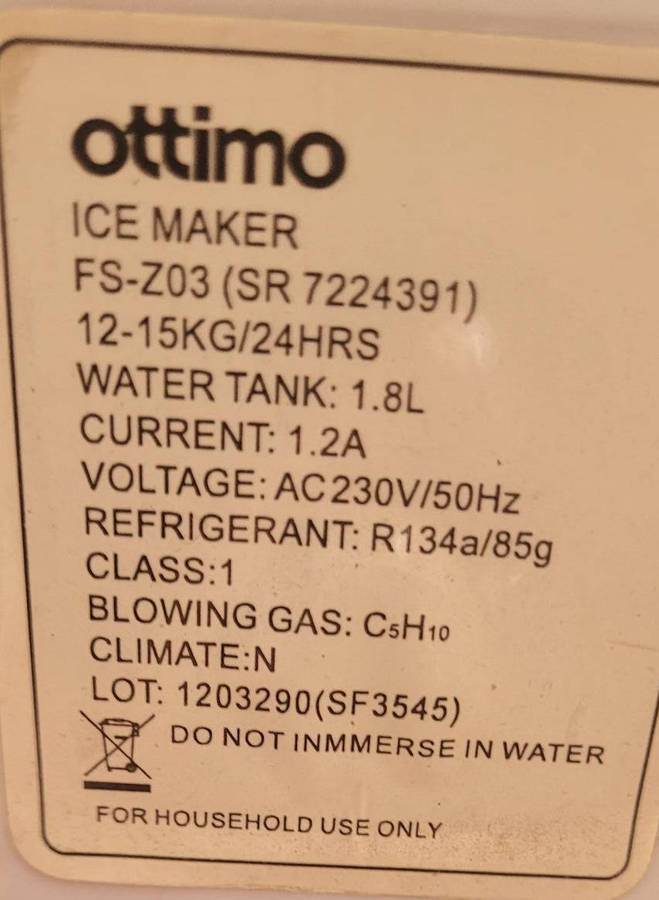 ottimo
ICE MAKER
FS-Z03 (SR 7224391)
12-15KG/24HRS
WATER TANK: 1.8L
CURRENT: 1.2A
VOLTAGE: AC230V/50Hz
REFRIGERANT: R134a/85g
CLASS:1
BLOWING GAS: C₅H₁₀
CLIMATE:N
LOT: 1203290(SF3545)
DO NOT INMMERSE IN WATER
FOR HOUSEHOLD USE ONLY